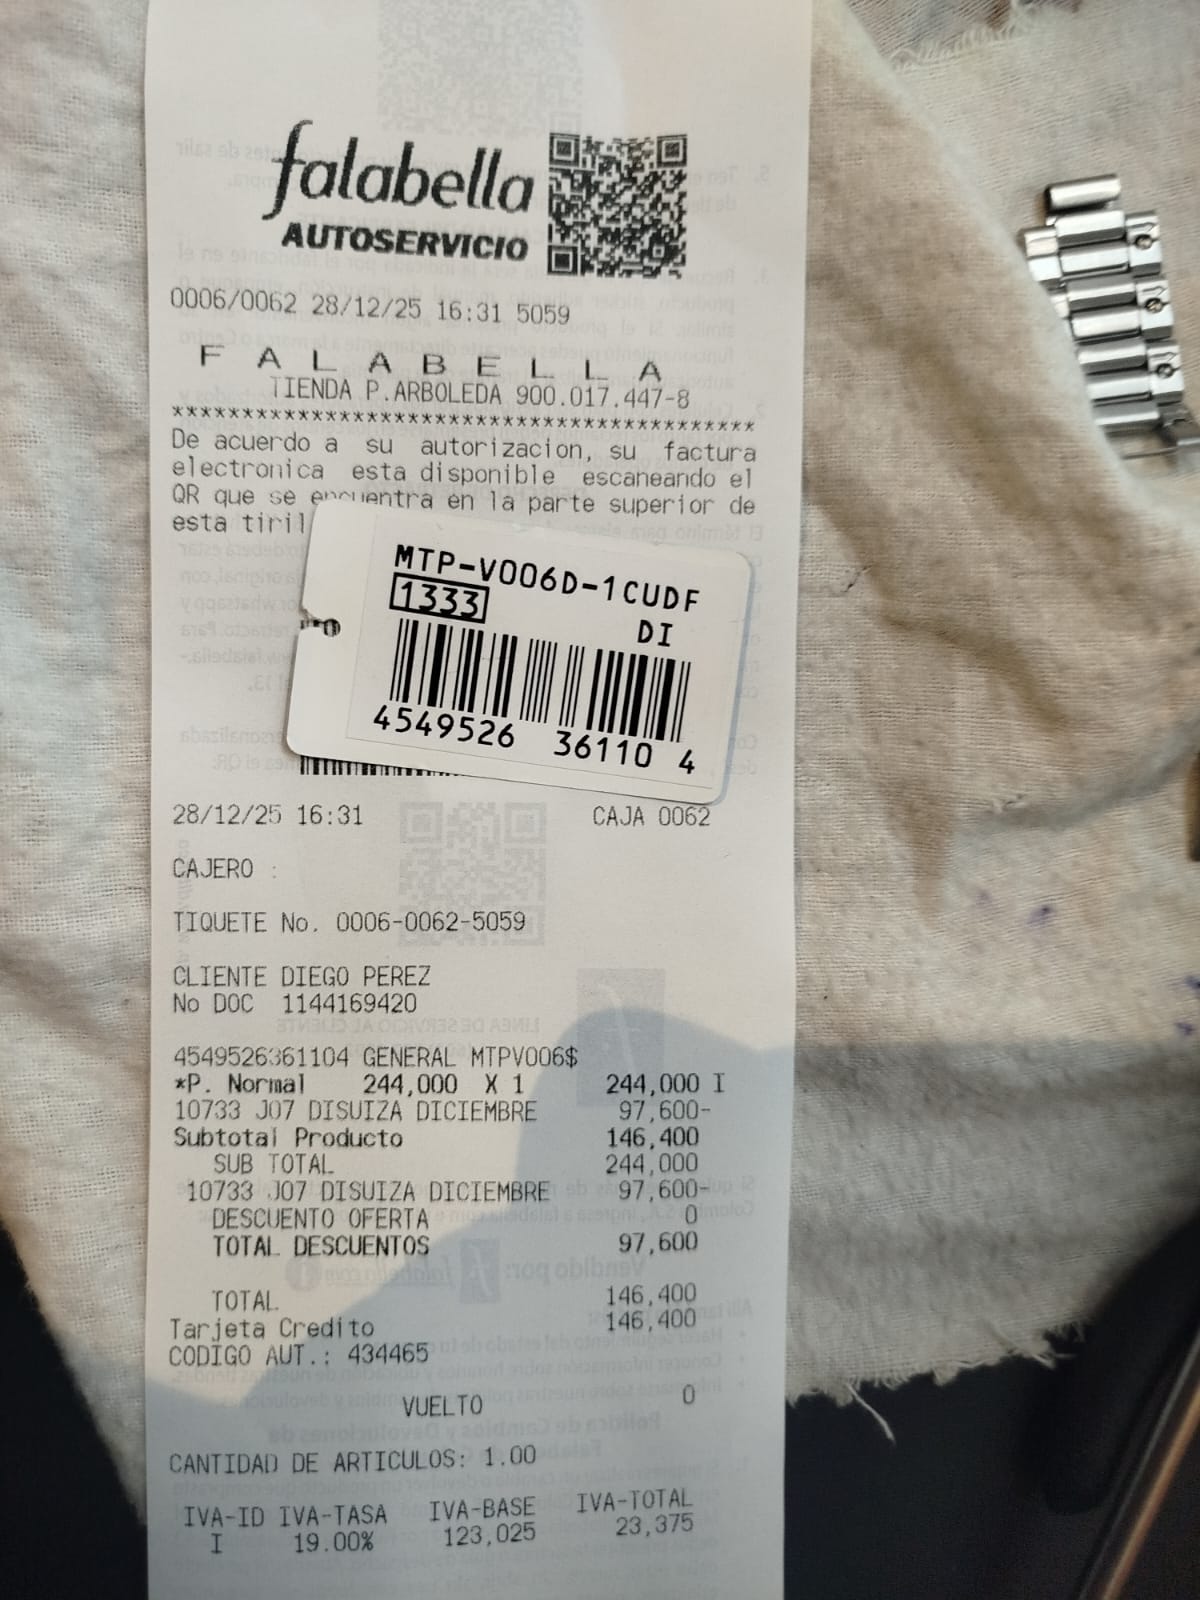 falabella
AUTOSERVICIO
0006/0062 28/12/25 16:31 5059
F A L A B E L L A
TIENDA P.ARBOLEDA 900.017.447-8
*******************************************
De acuerdo a su autorizacion, su factura
electronica esta disponible escaneando el
QR que se encuentra en la parte superior de
esta tiril
MTP-V006D-1CUDF
1333
DI
4549526 36110 4
28/12/25 16:31 CAJA 0062
CAJERO :
TIQUETE No. 0006-0062-5059
CLIENTE DIEGO PEREZ
No DOC 1144169420
4549526361104 GENERAL MTPV006$
*P. Normal 244,000 X 1 244,000 I
10733 J07 DISUIZA DICIEMBRE 97,600-
Subtotal Producto 146,400
SUB TOTAL 244,000
10733 J07 DISUIZA DICIEMBRE 97,600-
DESCUENTO OFERTA 0
TOTAL DESCUENTOS 97,600
TOTAL 146,400
Tarjeta Credito 146,400
CODIGO AUT.: 434465
VUELTO 0
CANTIDAD DE ARTICULOS: 1.00
IVA-ID IVA-TASA IVA-BASE IVA-TOTAL
I 19.00% 123,025 23,375